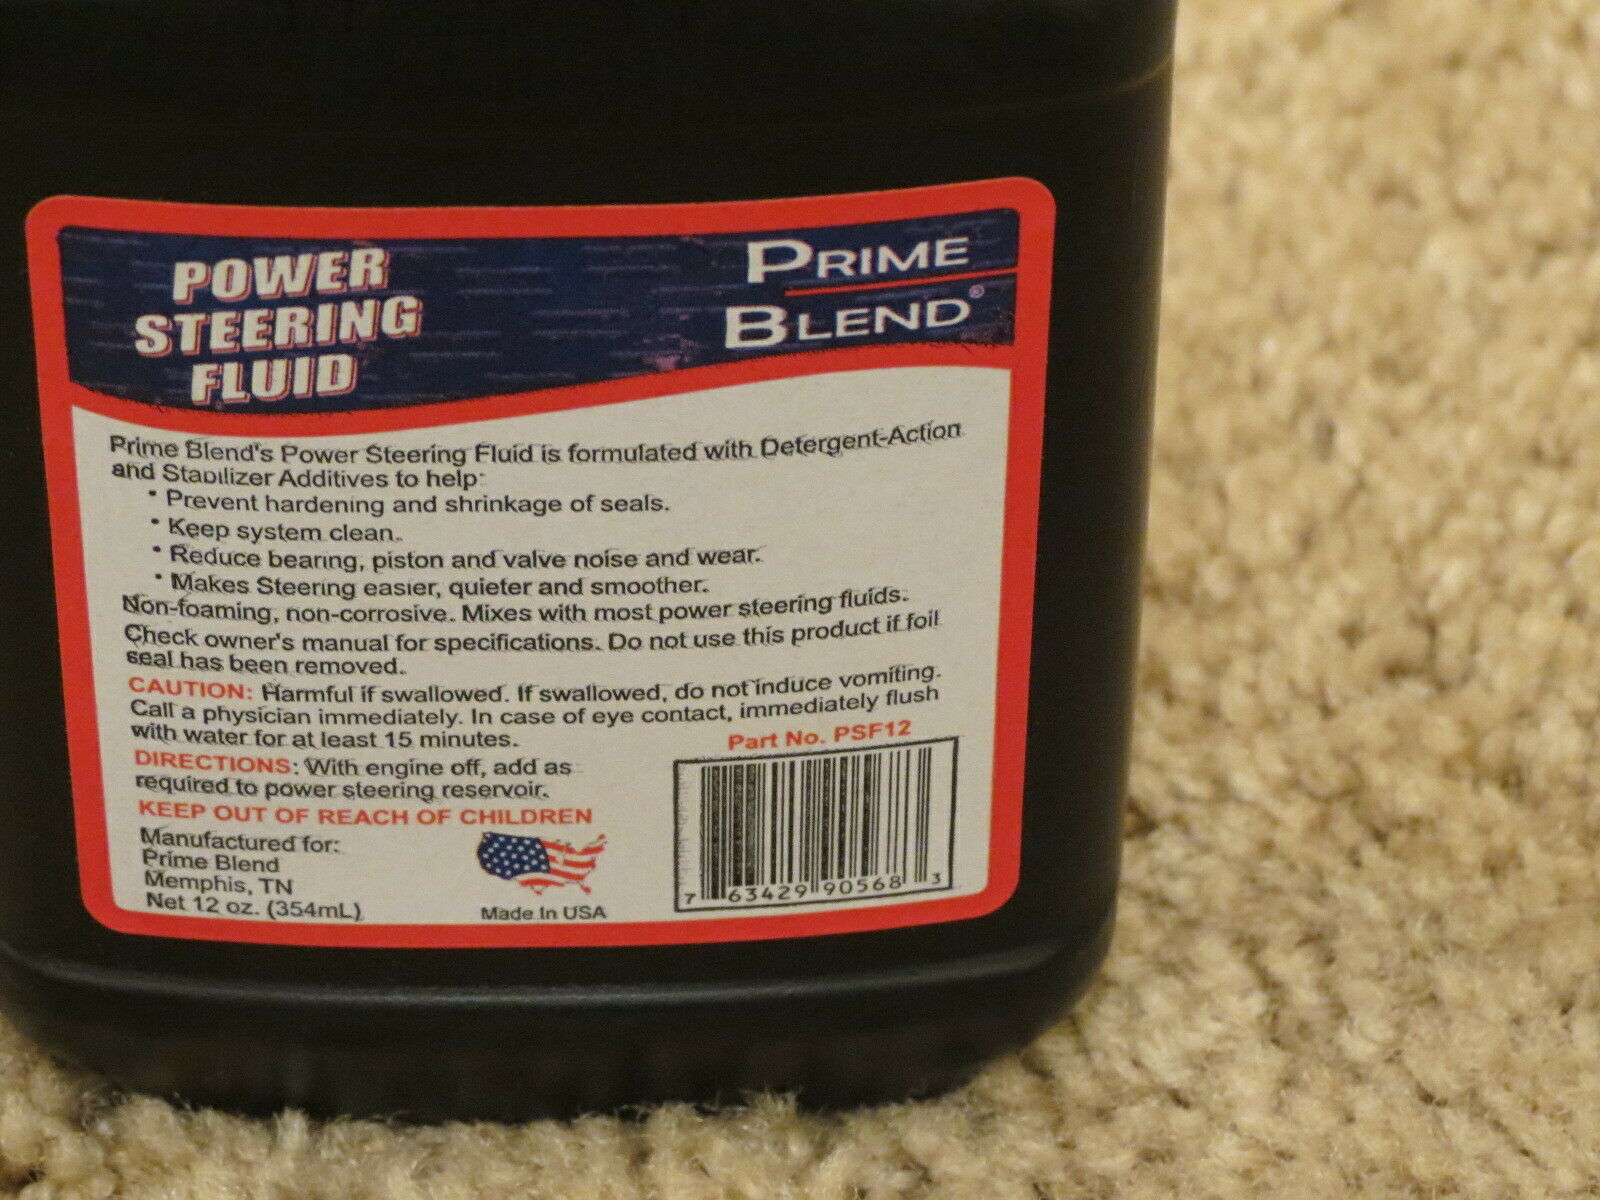 POWER
STEERING
FLUID
PRIME
BLEND®
Prime Blend's Power Steering Fluid is formulated with Detergent-Action
and Stabilizer Additives to help:
• Prevent hardening and shrinkage of seals.
• Keep system clean.
• Reduce bearing, piston and valve noise and wear.
• Makes Steering easier, quieter and smoother.
Non-foaming, non-corrosive. Mixes with most power steering fluids.
Check owner's manual for specifications. Do not use this product if foil
seal has been removed.
CAUTION: Harmful if swallowed. If swallowed, do not induce vomiting.
Call a physician immediately. In case of eye contact, immediately flush
with water for at least 15 minutes.
DIRECTIONS: With engine off, add as
required to power steering reservoir.
KEEP OUT OF REACH OF CHILDREN
Manufactured for:
Prime Blend
Memphis, TN
Net 12 oz. (354mL)
Made In USA
Part No. PSF12
7 63429 90568 3